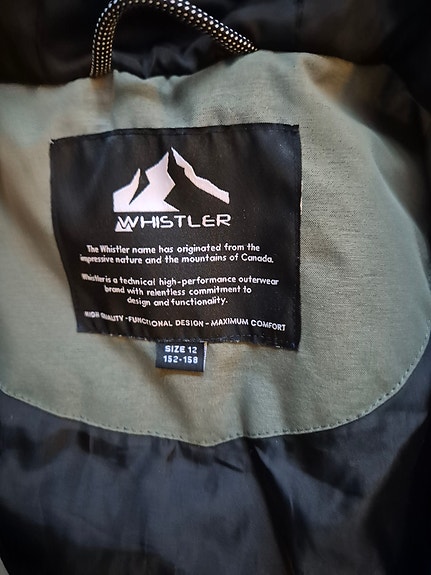 WHISTLER
The Whistler name has originated from the
impressive nature and the mountains of Canada.
Whistler is a technical high-performance outerwear
brand with relentless commitment to
design and functionality.
HIGH QUALITY - FUNCTIONAL DESIGN - MAXIMUM COMFORT
SIZE 12
152-158